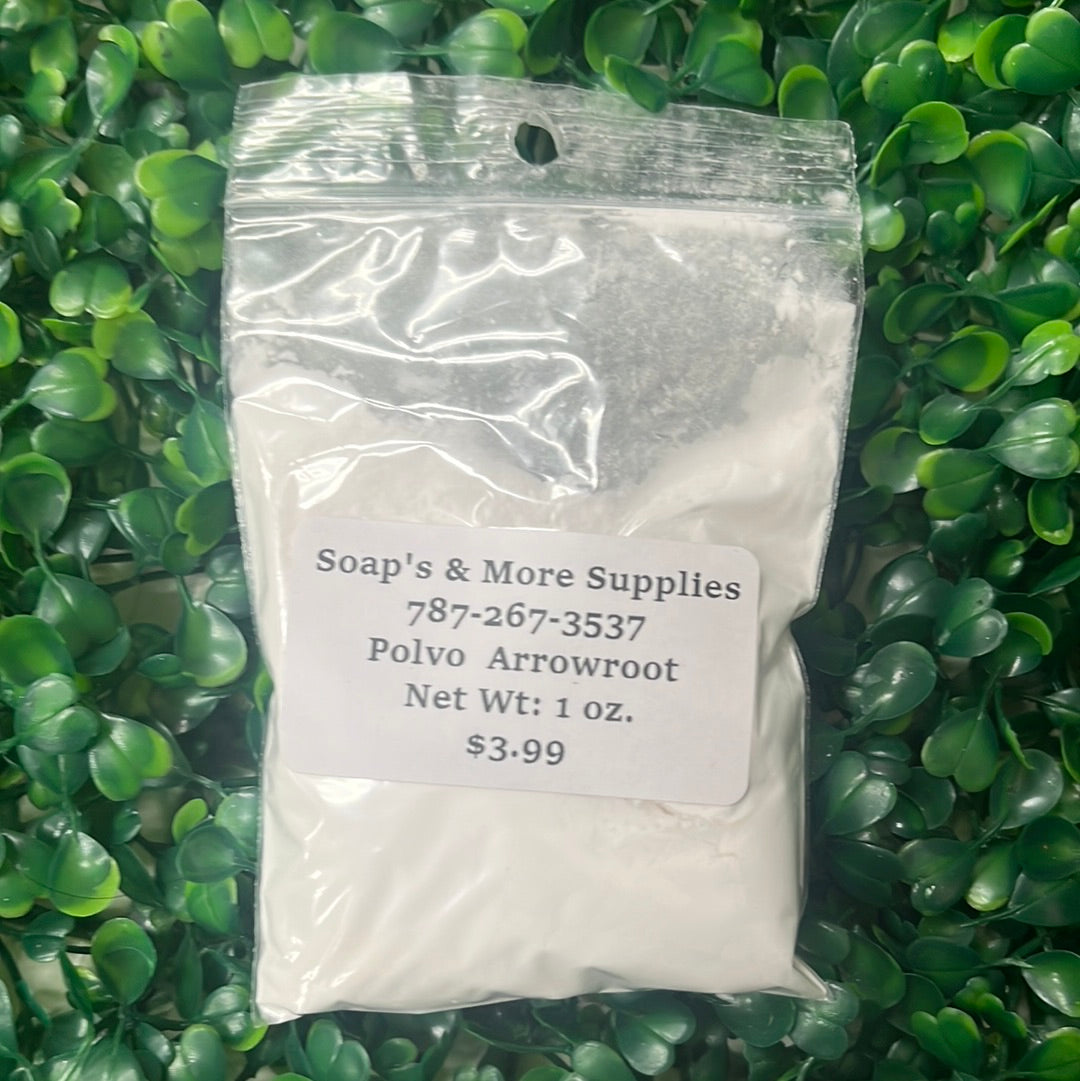 Soap's & More Supplies
787-267-3537
Polvo Arrowroot
Net Wt: 1 oz.
$3.99